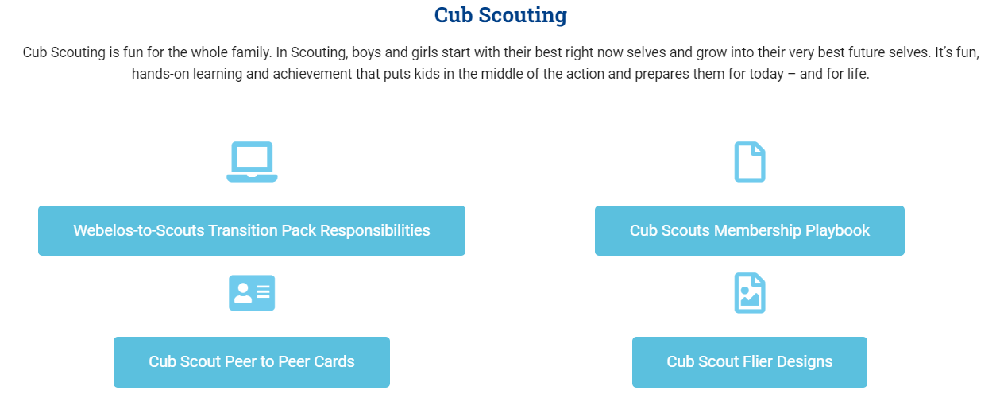 Cub Scouting
Cub Scouting is fun for the whole family. In Scouting, boys and girls start with their best right now selves and grow into their very best future selves. It’s fun,
hands-on learning and achievement that puts kids in the middle of the action and prepares them for today – and for life.
Webelos-to-Scouts Transition Pack Responsibilities
Cub Scouts Membership Playbook
Cub Scout Peer to Peer Cards
Cub Scout Flier Designs